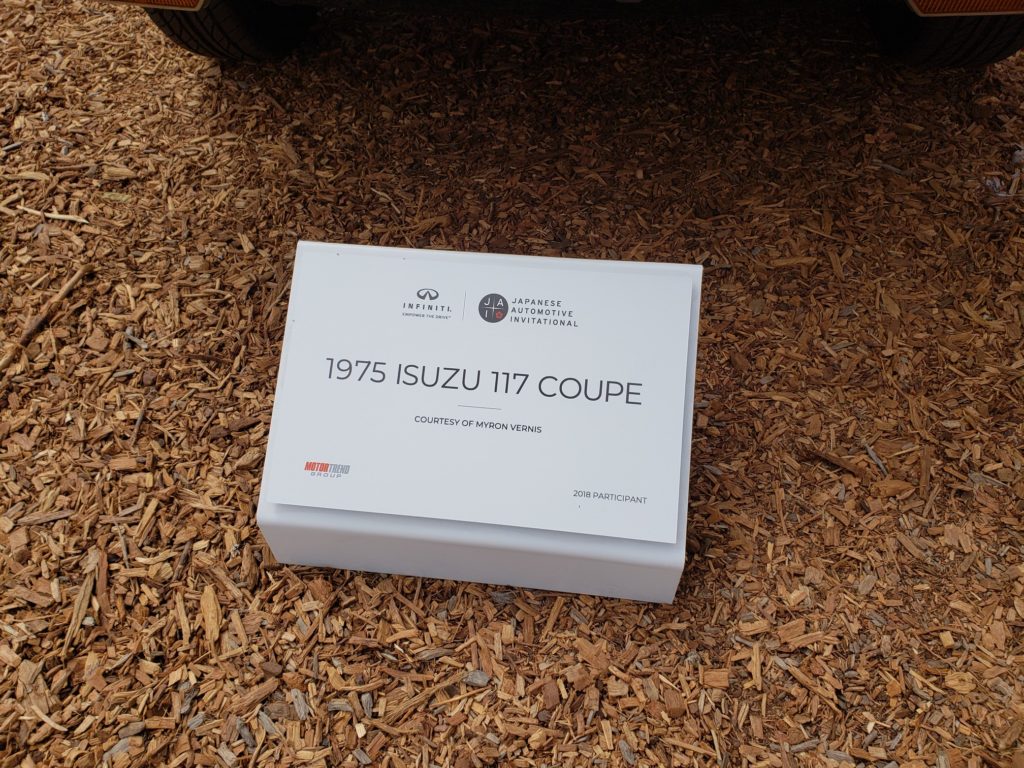 INFINITI
EMPOWER THE DRIVE
JAI
JAPANESE
AUTOMOTIVE
INVITATIONAL
1975 ISUZU 117 COUPE
COURTESY OF MYRON VERNIS
MOTORTREND
GROUP
2018 PARTICIPANT